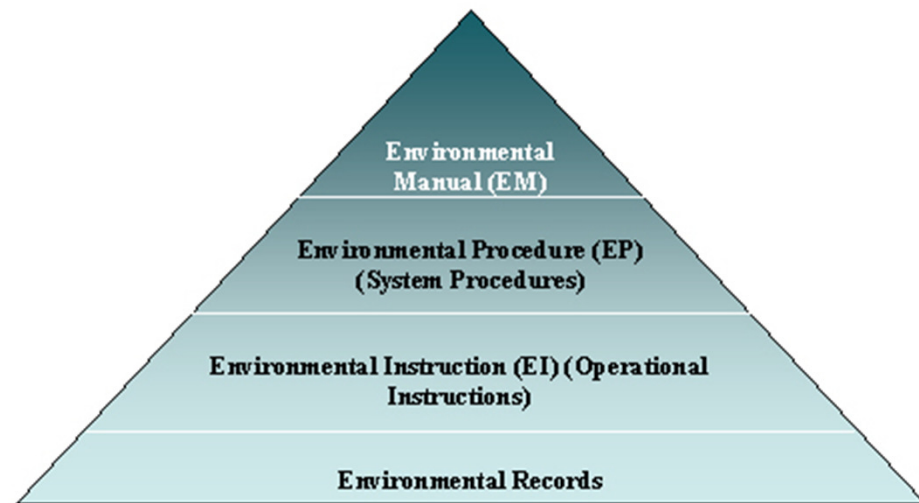 Environmental
Manual (EM)
Environmental Procedure (EP)
(System Procedures)
Environmental Instruction (EI) (Operational
Instructions)
Environmental Records